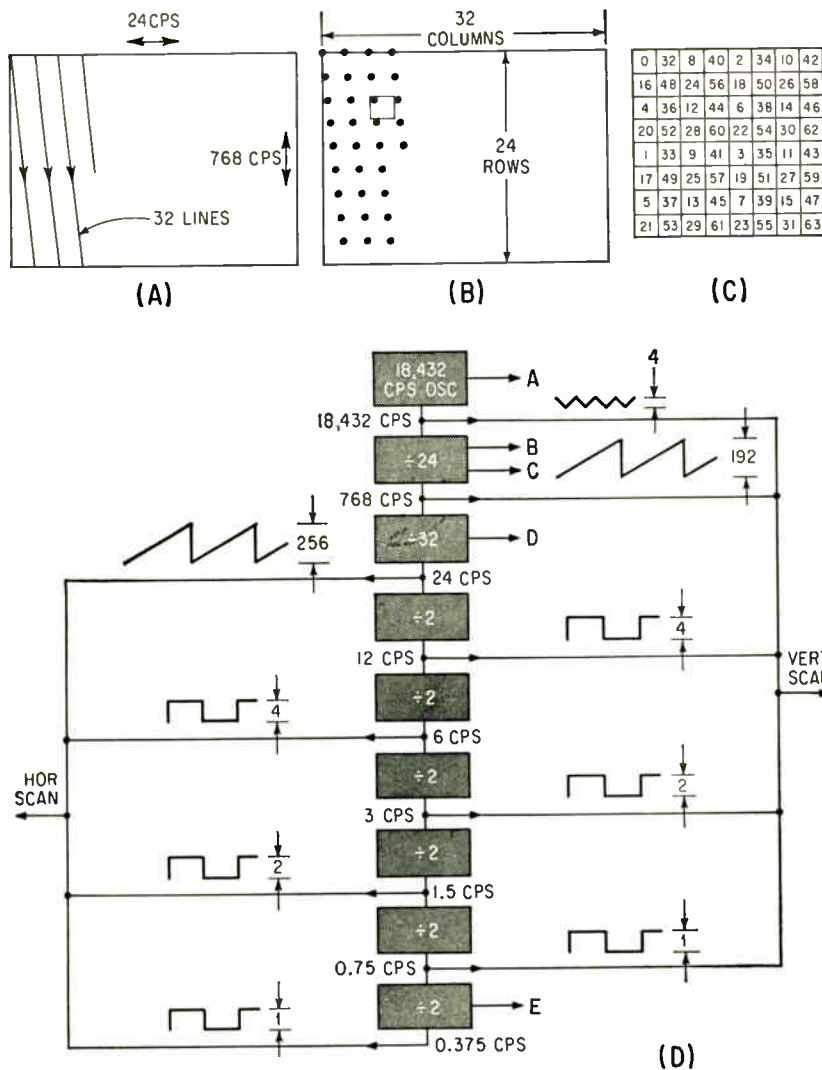 24 CPS
768 CPS
32 LINES
(A)
32
COLUMNS
24
ROWS
(B)
0 32 8 40 2 34 10 42
16 48 24 56 18 50 26 58
4 36 12 44 6 38 14 46
20 52 28 60 22 54 30 62
1 33 9 41 3 35 11 43
17 49 25 57 19 51 27 59
5 37 13 45 7 39 15 47
21 53 29 61 23 55 31 63
(C)
18,432
CPS OSC
A
4
18,432 CPS
÷24
B
C
192
768 CPS
÷32
D
256
24 CPS
÷2
4
12 CPS
VERT
SCAN
÷2
4
6 CPS
HOR
SCAN
÷2
2
3 CPS
÷2
2
1.5 CPS
÷2
1
0.75 CPS
÷2
E
1
0.375 CPS
(D)